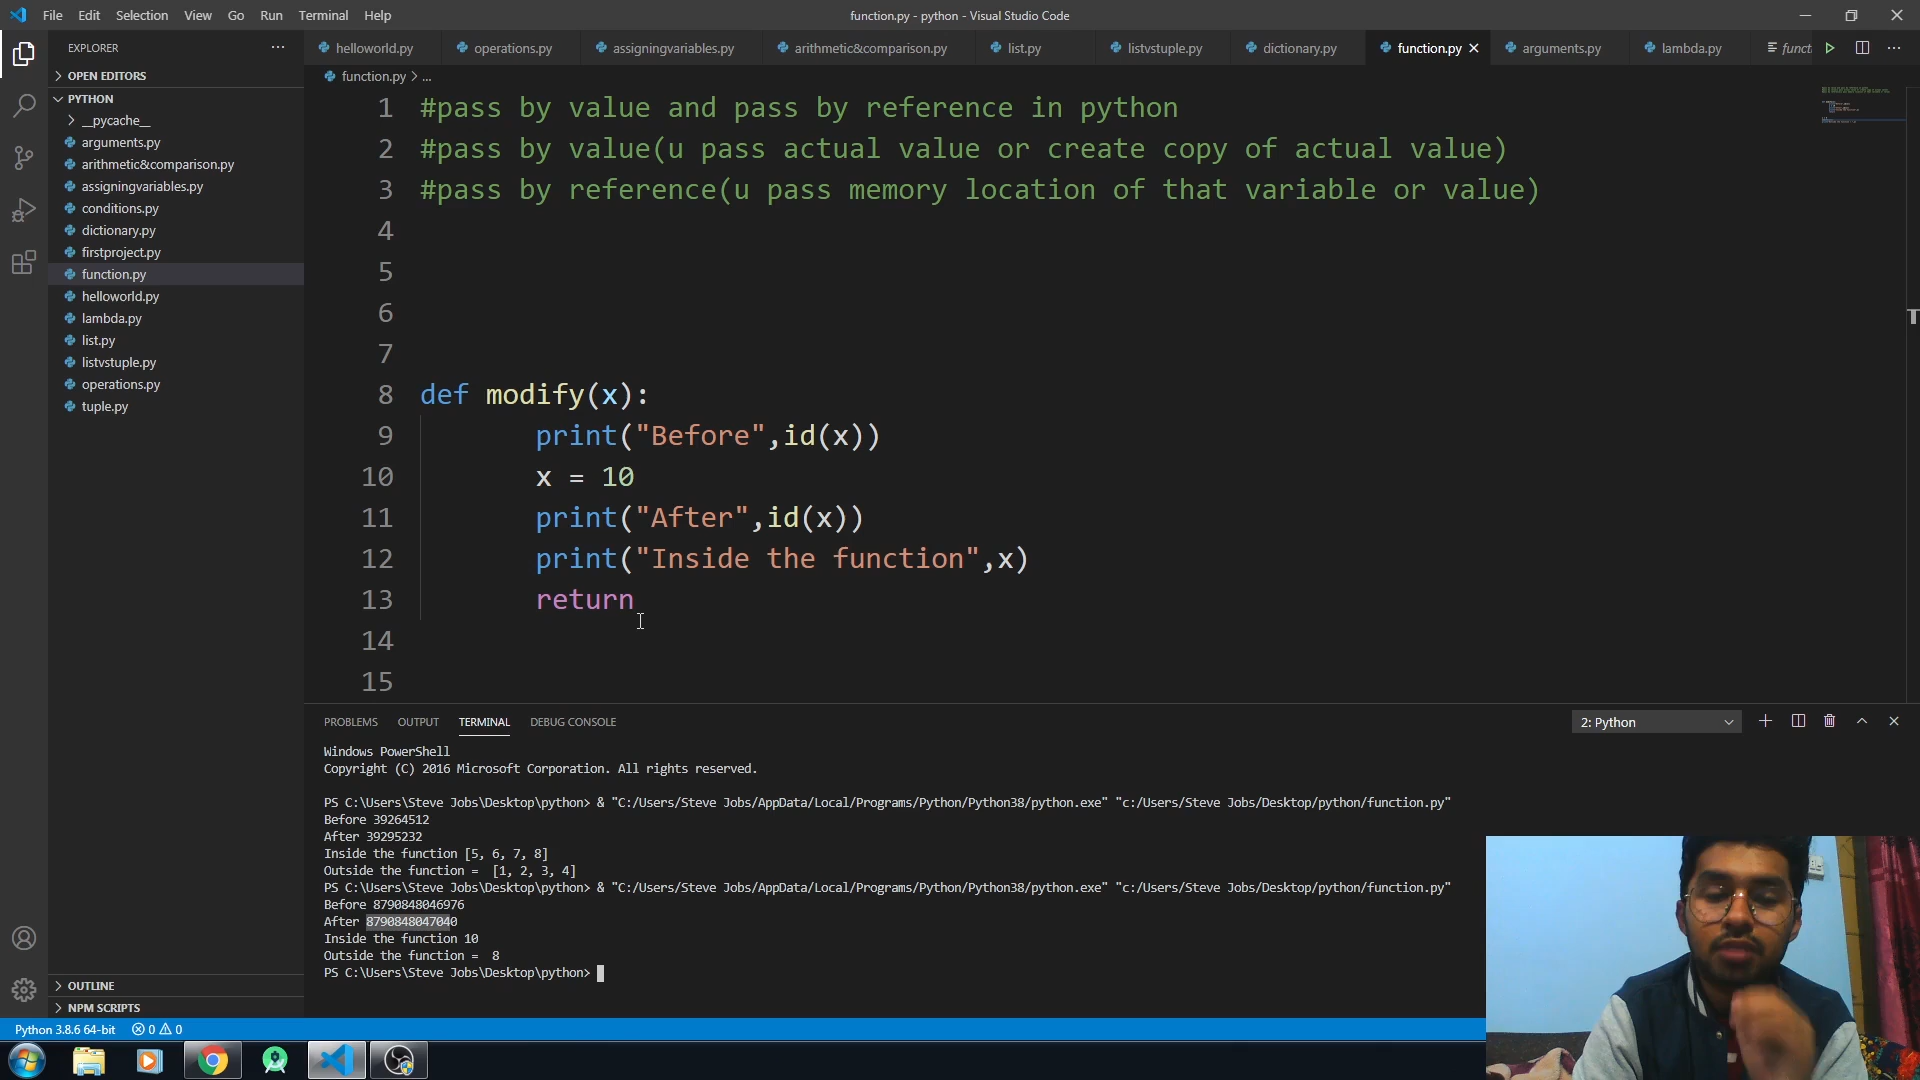 File Edit Selection View Go Run Terminal Help
function.py - python - Visual Studio Code
EXPLORER
helloworld.py operations.py assigningvariables.py arithmetic&comparison.py list.py listvstuple.py dictionary.py function.py arguments.py lambda.py funct
OPEN EDITORS
PYTHON
__pycache__
arguments.py
arithmetic&comparison.py
assigningvariables.py
conditions.py
dictionary.py
firstproject.py
function.py
helloworld.py
lambda.py
list.py
listvstuple.py
operations.py
tuple.py
OUTLINE
NPM SCRIPTS
function.py > ...
1 #pass by value and pass by reference in python
2 #pass by value(u pass actual value or create copy of actual value)
3 #pass by reference(u pass memory location of that variable or value)
4
5
6
7
8 def modify(x):
9 print("Before",id(x))
10 x = 10
11 print("After",id(x))
12 print("Inside the function",x)
13 return
14
15
PROBLEMS OUTPUT TERMINAL DEBUG CONSOLE
2: Python
Windows PowerShell
Copyright (C) 2016 Microsoft Corporation. All rights reserved.
PS C:\Users\Steve Jobs\Desktop\python> & "C:/Users/Steve Jobs/AppData/Local/Programs/Python/Python38/python.exe" "c:/Users/Steve Jobs/Desktop/python/function.py"
Before 39264512
After 39295232
Inside the function [5, 6, 7, 8]
Outside the function =  [1, 2, 3, 4]
PS C:\Users\Steve Jobs\Desktop\python> & "C:/Users/Steve Jobs/AppData/Local/Programs/Python/Python38/python.exe" "c:/Users/Steve Jobs/Desktop/python/function.py"
Before 8790848046976
After 8790848047040
Inside the function 10
Outside the function =  8
PS C:\Users\Steve Jobs\Desktop\python>
Python 3.8.6 64-bit 0 0